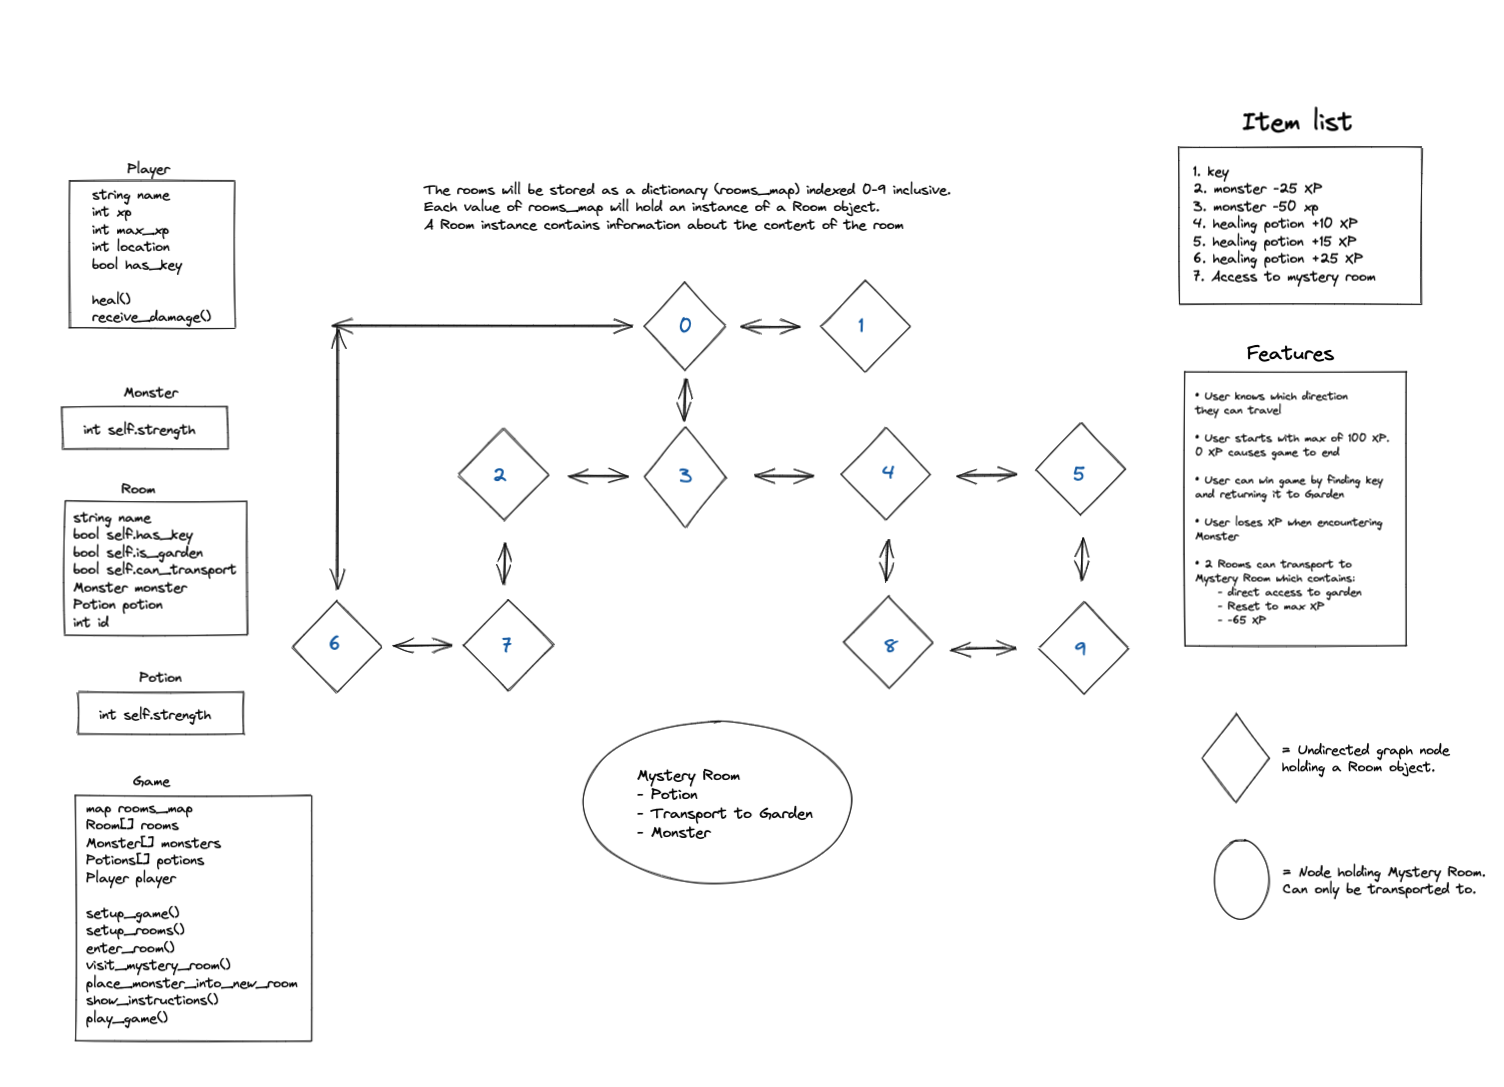 Player
string name
int xp
int max_xp
int location
bool has_key
heal()
receive_damage()
Monster
int self.strength
Room
string name
bool self.has_key
bool self.is_garden
bool self.can_transport
Monster monster
Potion potion
int id
Potion
int self.strength
Game
map rooms_map
Room[] rooms
Monster[] monsters
Potions[] potions
Player player
setup_game()
setup_rooms()
enter_room()
visit_mystery_room()
place_monster_into_new_room
show_instructions()
play_game()
The rooms will be stored as a dictionary (rooms_map) indexed 0-9 inclusive.
Each value of rooms_map will hold an instance of a Room object.
A Room instance contains information about the content of the room
0
1
2
3
4
5
6
7
8
9
Mystery Room
- Potion
- Transport to Garden
- Monster
Item list
1. key
2. monster -25 XP
3. monster -50 xp
4. healing potion +10 XP
5. healing potion +15 XP
6. healing potion +25 XP
7. Access to mystery room
Features
• User knows which direction
they can travel
• User starts with max of 100 XP.
0 XP causes game to end
• User can win game by finding key
and returning it to Garden
• User loses XP when encountering
Monster
• 2 Rooms can transport to
Mystery Room which contains:
- direct access to garden
- Reset to max XP
- -65 XP
= Undirected graph node
holding a Room object.
= Node holding Mystery Room.
Can only be transported to.